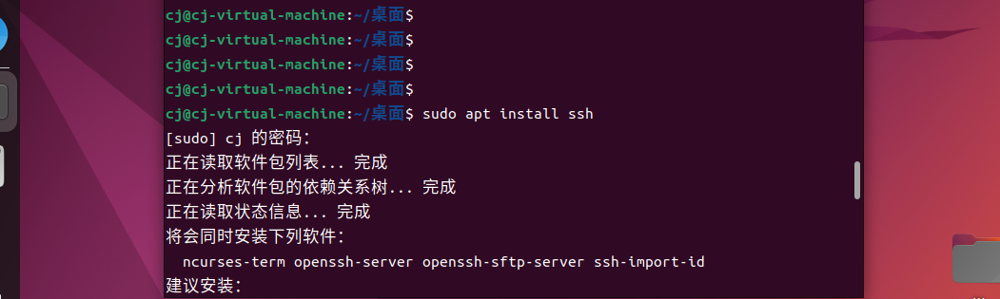 cj@cj-virtual-machine:~/桌面$
cj@cj-virtual-machine:~/桌面$
cj@cj-virtual-machine:~/桌面$
cj@cj-virtual-machine:~/桌面$
cj@cj-virtual-machine:~/桌面$ sudo apt install ssh
[sudo] cj 的密码：
正在读取软件包列表... 完成
正在分析软件包的依赖关系树... 完成
正在读取状态信息... 完成
将会同时安装下列软件：
  ncurses-term openssh-server openssh-sftp-server ssh-import-id
建议安装：